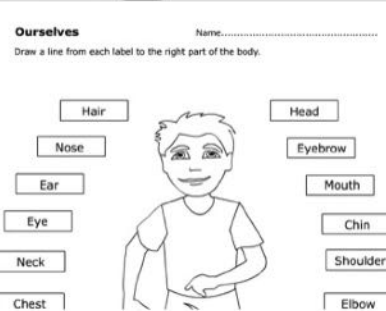 Ourselves Name...............................................
Draw a line from each label to the right part of the body.
Hair Head
Nose Eyebrow
Ear Mouth
Eye Chin
Neck Shoulder
Chest Elbow